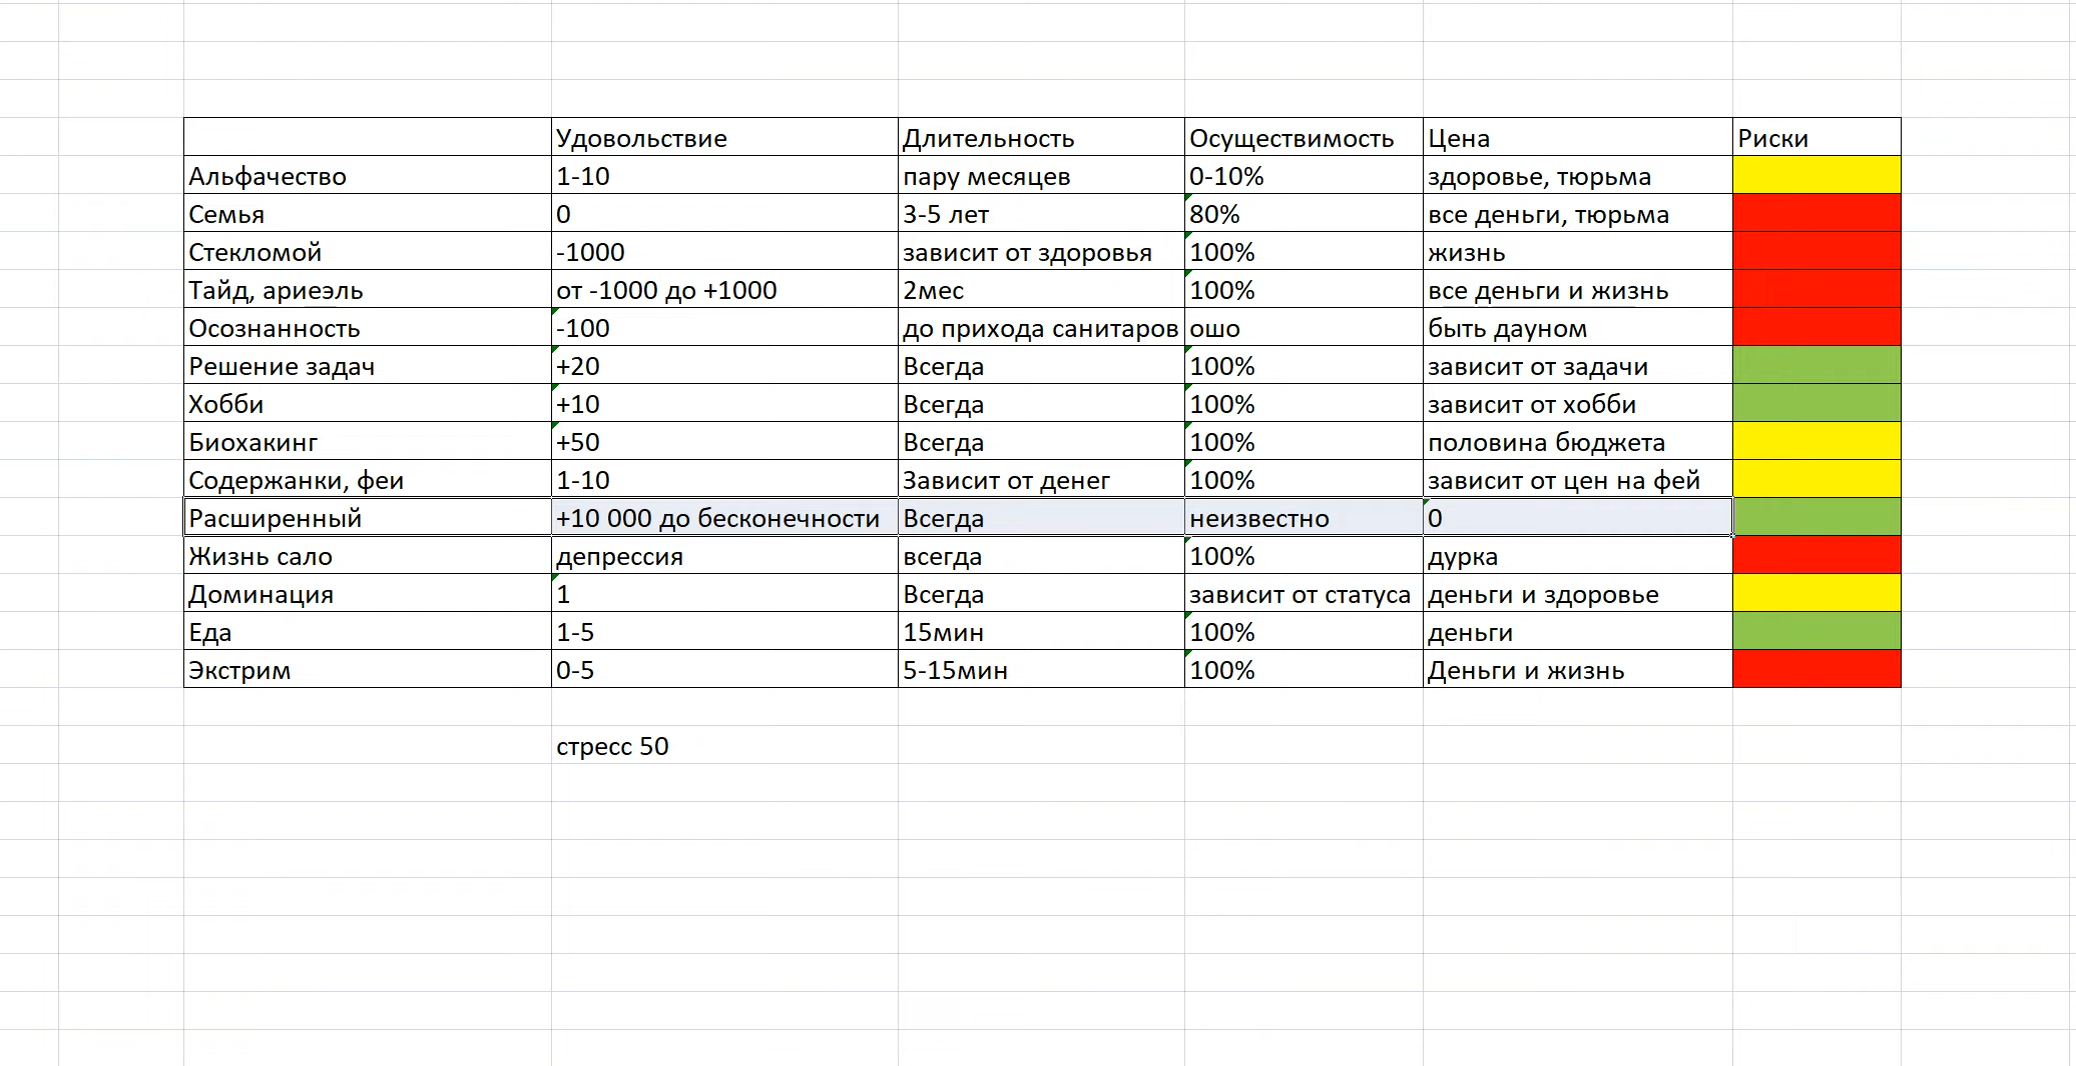 Удовольствие Длительность Осуществимость Цена Риски
Альфачество 1-10 пару месяцев 0-10% здоровье, тюрьма
Семья 0 3-5 лет 80% все деньги, тюрьма
Стекломой -1000 зависит от здоровья 100% жизнь
Тайд, ариеэль от -1000 до +1000 2мес 100% все деньги и жизнь
Осознанность -100 до прихода санитаров ошо быть дауном
Решение задач +20 Всегда 100% зависит от задачи
Хобби +10 Всегда 100% зависит от хобби
Биохакинг +50 Всегда 100% половина бюджета
Содержанки, феи 1-10 Зависит от денег 100% зависит от цен на фей
Расширенный +10 000 до бесконечности Всегда неизвестно 0
Жизнь сало депрессия всегда 100% дурка
Доминация 1 Всегда зависит от статуса деньги и здоровье
Еда 1-5 15мин 100% деньги
Экстрим 0-5 5-15мин 100% Деньги и жизнь
стресс 50